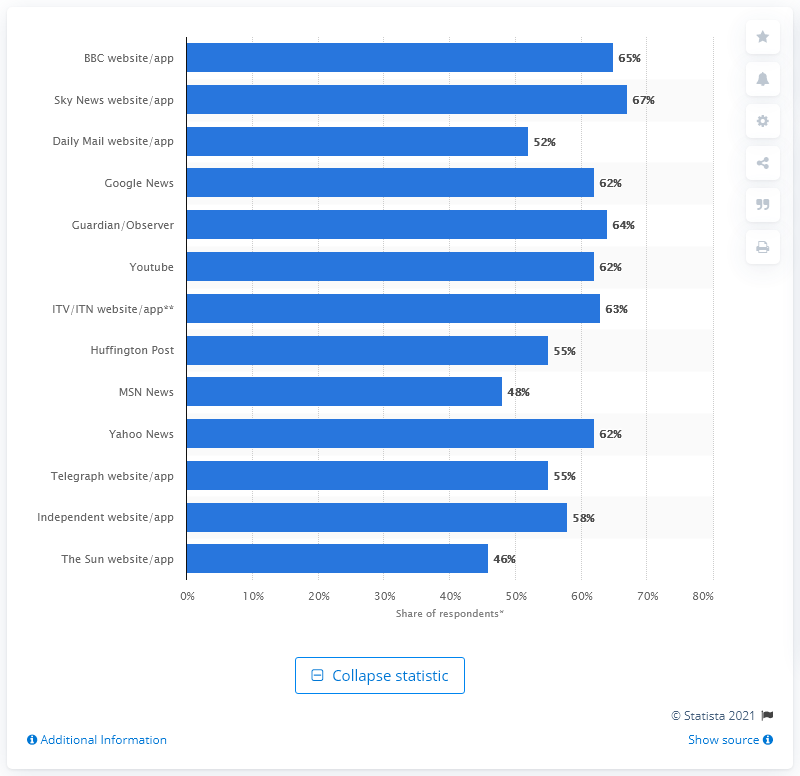 BBC website/app 65%
Sky News website/app 67%
Daily Mail website/app 52%
Google News 62%
Guardian/Observer 64%
Youtube 62%
ITV/ITN website/app** 63%
Huffington Post 55%
MSN News 48%
Yahoo News 62%
Telegraph website/app 55%
Independent website/app 58%
The Sun website/app 46%
0% 10% 20% 30% 40% 50% 60% 70% 80%
Share of respondents*
Collapse statistic
© Statista 2021
Additional Information Show source